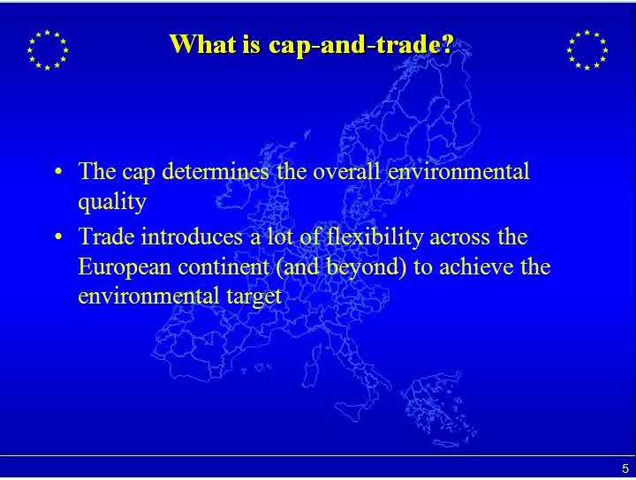 What is cap-and-trade?
• The cap determines the overall environmental
quality
• Trade introduces a lot of flexibility across the
European continent (and beyond) to achieve the
environmental target
5